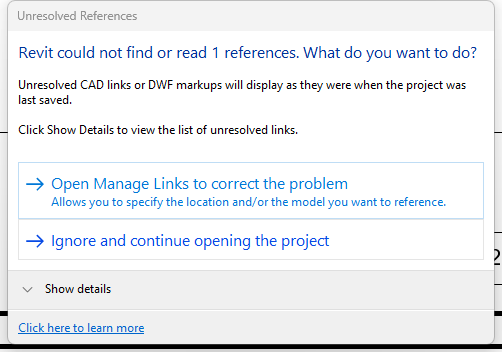 Unresolved References
Revit could not find or read 1 references. What do you want to do?
Unresolved CAD links or DWF markups will display as they were when the project was
last saved.
Click Show Details to view the list of unresolved links.
Open Manage Links to correct the problem
Allows you to specify the location and/or the model you want to reference.
Ignore and continue opening the project
2
Show details
Click here to learn more